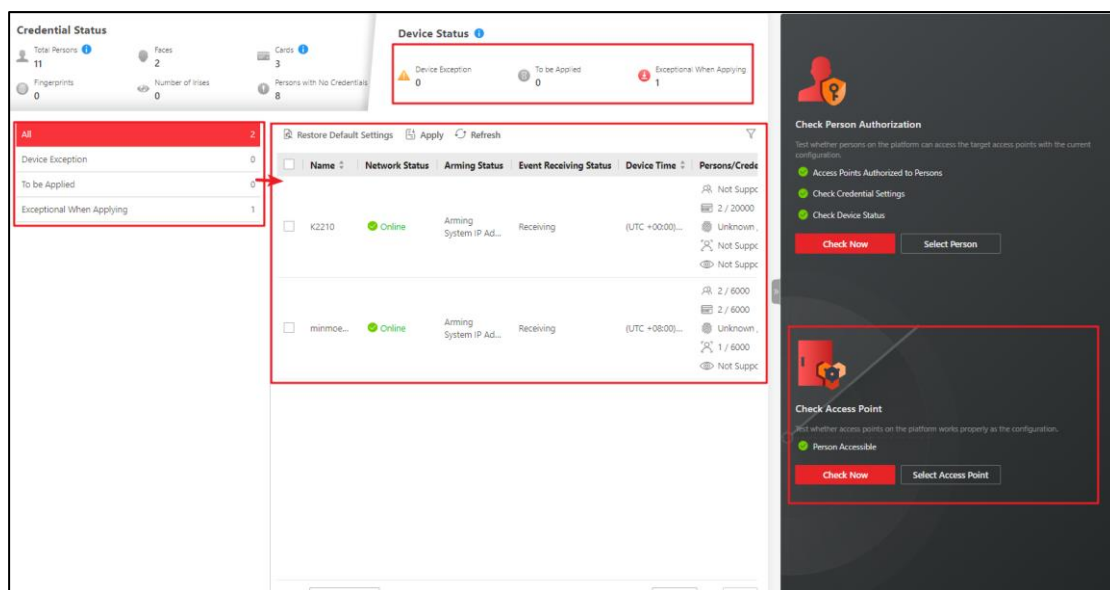 Credential Status
Total Persons
11
Faces
2
Cards
3
Fingerprints
0
Number of Irises
0
Persons with No Credentials
8
Device Status
Device Exception
0
To be Applied
0
Exceptional When Applying
1
All 2
Device Exception 0
To be Applied 0
Exceptional When Applying 1
Restore Default Settings Apply Refresh
Name Network Status Arming Status Event Receiving Status Device Time Persons/Crede
K2210 Online Arming System IP Ad... Receiving (UTC +00:00)...
Not Suppc
2 / 20000
Unknown
Not Suppc
Not Suppc
minmoe... Online Arming System IP Ad... Receiving (UTC +08:00)...
2 / 6000
2 / 6000
Unknown
1 / 6000
Not Suppc
Check Person Authorization
Test whether persons on the platform can access the target access points with the current
configuration.
Access Points Authorized to Persons
Check Credential Settings
Check Device Status
Check Now Select Person
Check Access Point
Test whether access points on the platform works properly as the configuration.
Person Accessible
Check Now Select Access Point